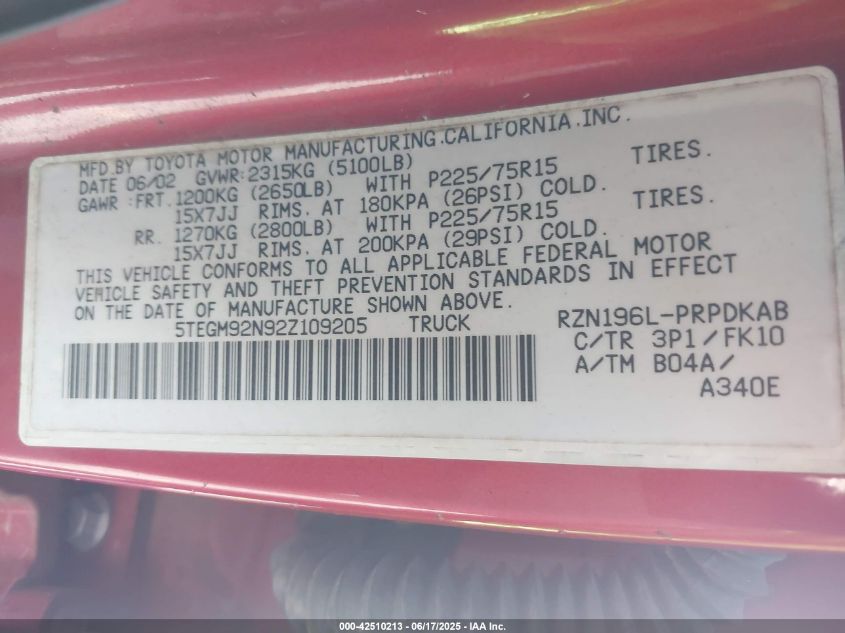 MFD.BY TOYOTA MOTOR MANUFACTURING.CALIFORNIA.INC.
DATE 06/02 GVWR:2315KG (5100LB)
GAWR :FRT.1200KG (2650LB) WITH P225/75R15 TIRES.
15X7JJ RIMS. AT 180KPA (26PSI) COLD.
RR. 1270KG (2800LB) WITH P225/75R15 TIRES.
15X7JJ RIMS. AT 200KPA (29PSI) COLD.
THIS VEHICLE CONFORMS TO ALL APPLICABLE FEDERAL MOTOR
VEHICLE SAFETY AND THEFT PREVENTION STANDARDS IN EFFECT
ON THE DATE OF MANUFACTURE SHOWN ABOVE.
5TEGM92N92Z109205 TRUCK RZN196L-PRPDKAB
C/TR 3P1/FK10
A/TM B04A/
A340E
000-42510213 - 06/17/2025 - IAA Inc.